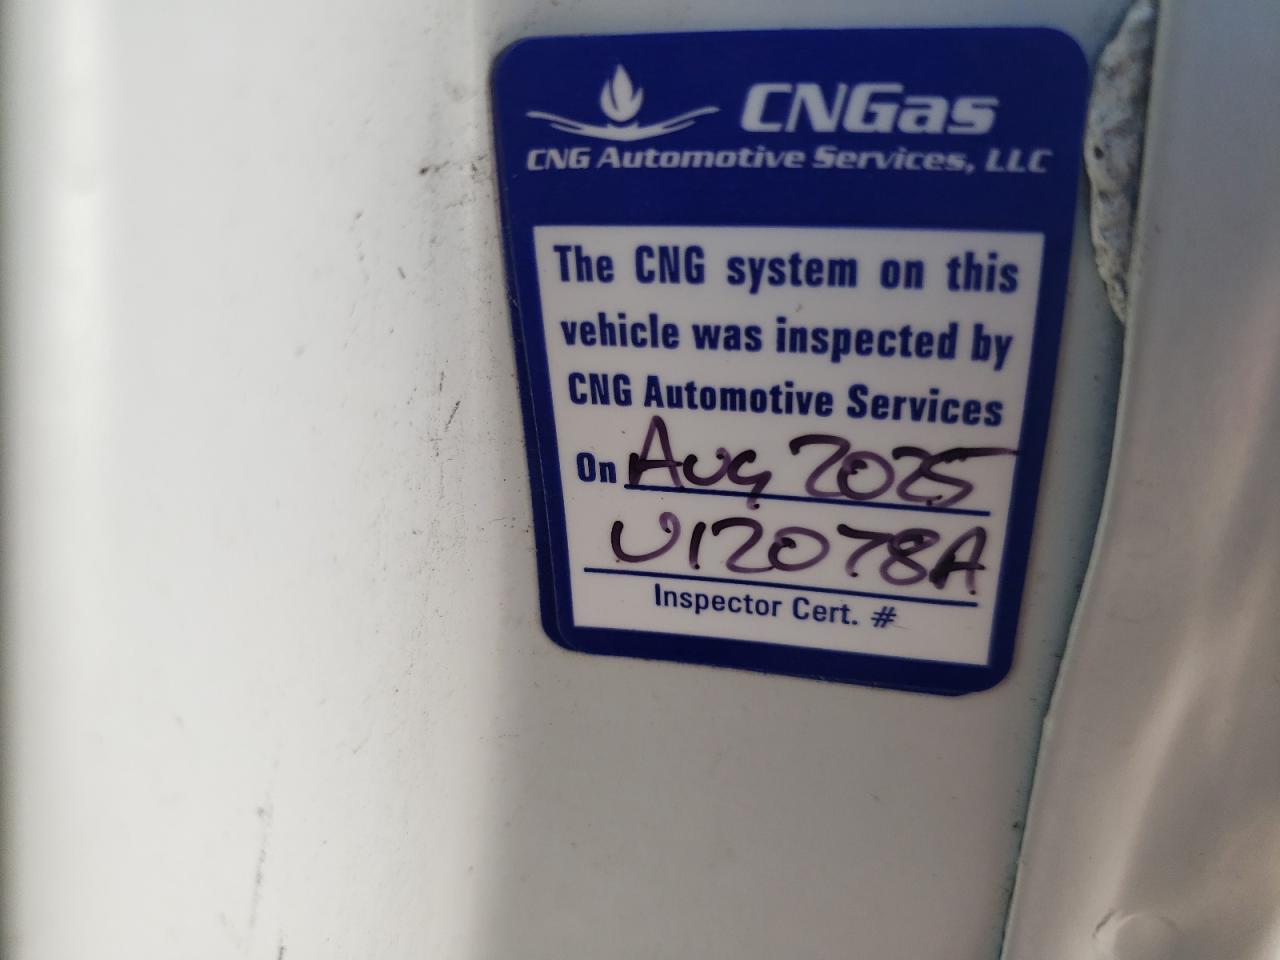 CNGas
CNG Automotive Services, LLC
The CNG system on this
vehicle was inspected by
CNG Automotive Services
On Aug 2025
U12078A
Inspector Cert. #